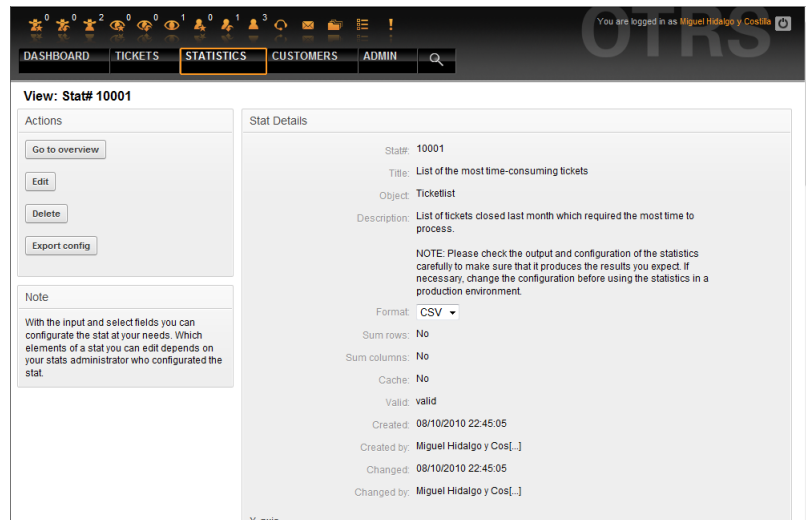 0 0 2 0 0 1 0 1 3
You are logged in as Miguel Hidalgo y Costilla
OTRS
DASHBOARD TICKETS STATISTICS CUSTOMERS ADMIN
View: Stat# 10001
Actions
Go to overview
Edit
Delete
Export config
Note
With the input and select fields you can
configurate the stat at your needs. Which
elements of a stat you can edit depends on
your stats administrator who configurated the
stat.
Stat Details
Stat#: 10001
Title: List of the most time-consuming tickets
Object: Ticketlist
Description: List of tickets closed last month which required the most time to
process.
NOTE: Please check the output and configuration of the statistics
carefully to make sure that it produces the results you expect. If
necessary, change the configuration before using the statistics in a
production environment.
Format: CSV
Sum rows: No
Sum columns: No
Cache: No
Valid: valid
Created: 08/10/2010 22:45:05
Created by: Miguel Hidalgo y Cos[...]
Changed: 08/10/2010 22:45:05
Changed by: Miguel Hidalgo y Cos[...]